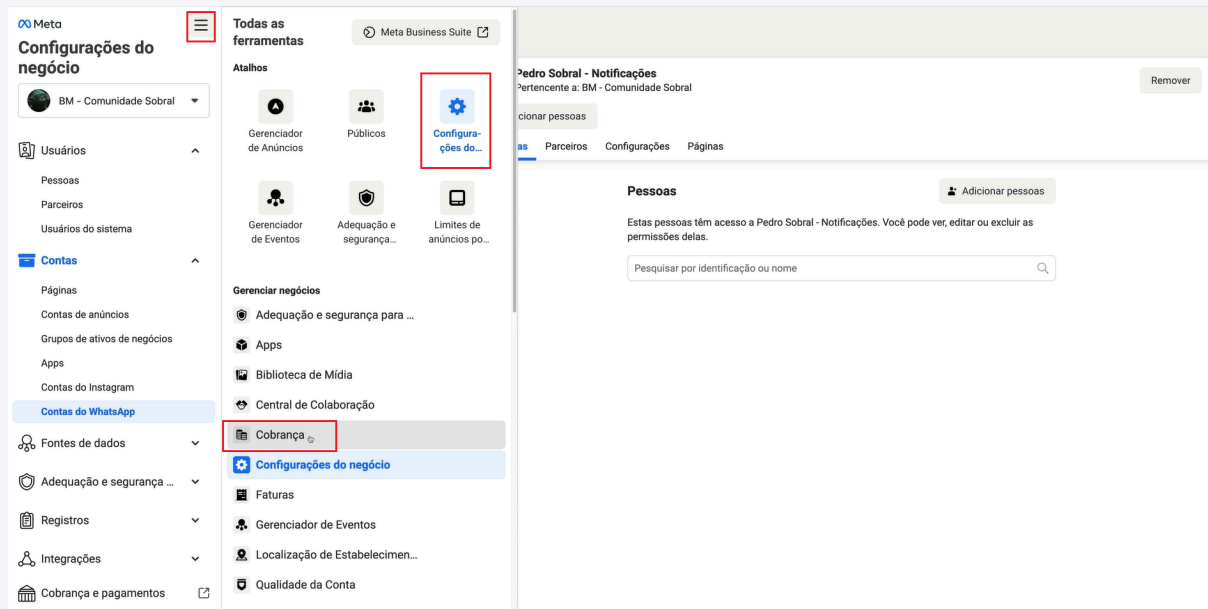 Meta
Configurações do
negócio
BM - Comunidade Sobral
Usuários
Pessoas
Parceiros
Usuários do sistema
Contas
Páginas
Contas de anúncios
Grupos de ativos de negócios
Apps
Contas do Instagram
Contas do WhatsApp
Fontes de dados
Adequação e segurança ...
Registros
Integrações
Cobrança e pagamentos
Todas as
ferramentas
Meta Business Suite
Atalhos
Gerenciador
de Anúncios
Públicos
Configura-
ções do...
Gerenciador
de Eventos
Adequação e
segurança...
Limites de
anúncios po...
Gerenciar negócios
Adequação e segurança para ...
Apps
Biblioteca de Mídia
Central de Colaboração
Cobrança
Configurações do negócio
Faturas
Gerenciador de Eventos
Localização de Estabelecimen...
Qualidade da Conta
Pedro Sobral - Notificações
Pertencente a: BM - Comunidade Sobral
Remover
cionar pessoas
as
Parceiros
Configurações
Páginas
Pessoas
Adicionar pessoas
Estas pessoas têm acesso a Pedro Sobral - Notificações. Você pode ver, editar ou excluir as
permissões delas.
Pesquisar por identificação ou nome